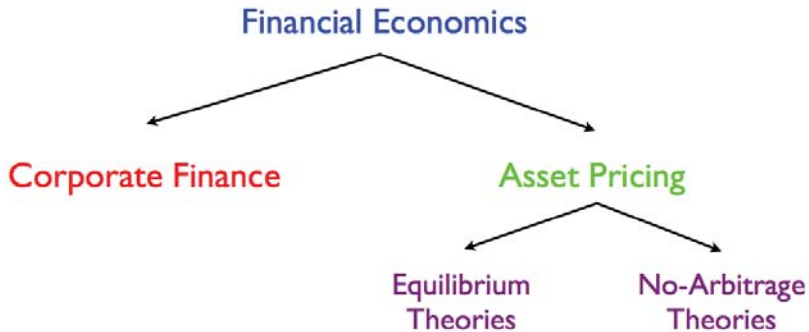 Financial Economics
Corporate Finance
Asset Pricing
Equilibrium
Theories
No-Arbitrage
Theories